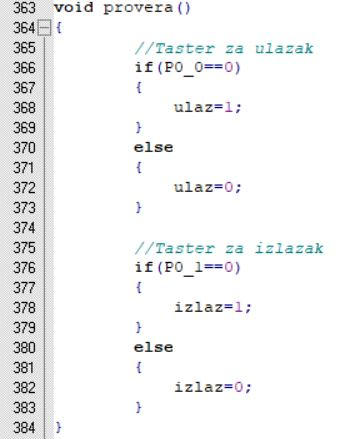 363 void provera()
364 {
365 //Taster za ulazak
366 if(P0_0==0)
367 {
368 ulaz=1;
369 }
370 else
371 {
372 ulaz=0;
373 }
374
375 //Taster za izlazak
376 if(P0_1==0)
377 {
378 izlaz=1;
379 }
380 else
381 {
382 izlaz=0;
383 }
384 }